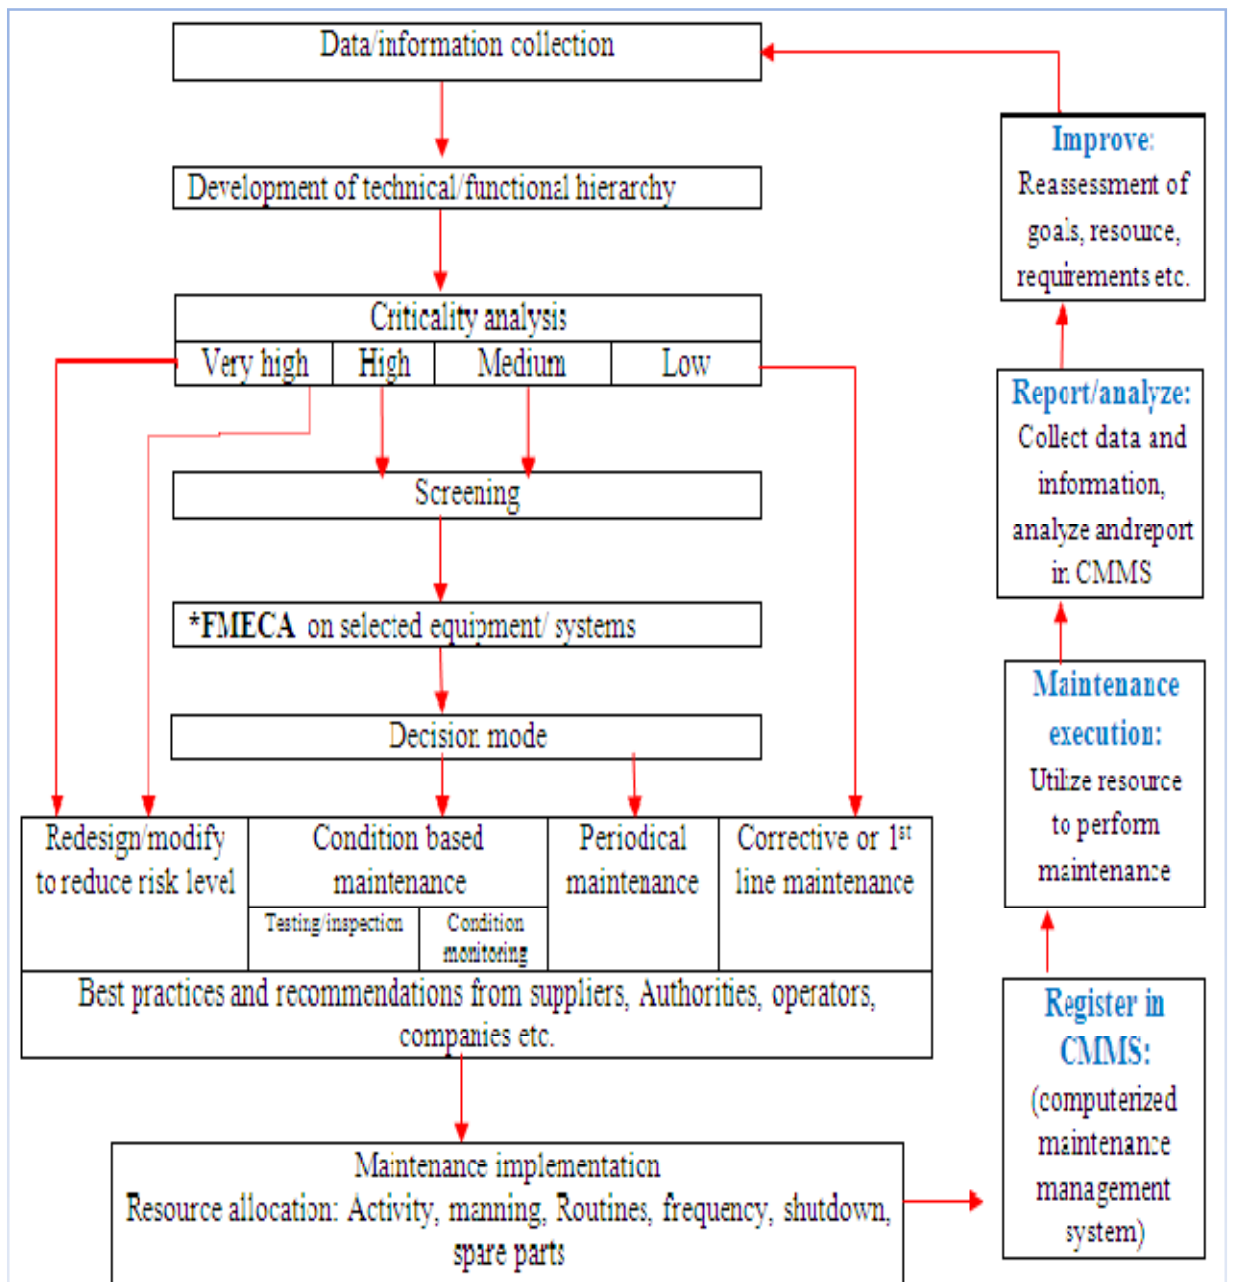 Data/information collection
Development of technical/functional hierarchy
Criticality analysis
Very high
High
Medium
Low
Screening
*FMECA on selected equipment/ systems
Decision mode
Redesign/modify
to reduce risk level
Condition based
maintenance
Testing/inspection
Condition
monitoring
Periodical
maintenance
Corrective or 1st
line maintenance
Best practices and recommendations from suppliers, Authorities, operators,
companies etc.
Maintenance implementation
Resource allocation: Activity, manning, Routines, frequency, shutdown,
spare parts
Register in
CMMS:
(computerized
maintenance
management
system)
Maintenance
execution:
Utilize resource
to perform
maintenance
Report/analyze:
Collect data and
information,
analyze andreport
in CMMS
Improve:
Reassessment of
goals, resource,
requirements etc.